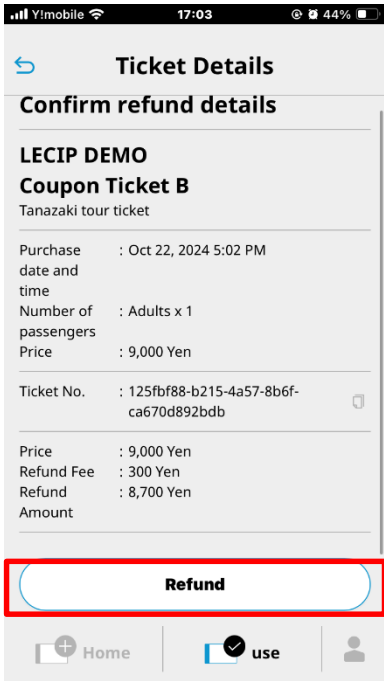 Y!mobile 17:03 44%
Ticket Details
Confirm refund details
LECIP DEMO
Coupon Ticket B
Tanazaki tour ticket
Purchase : Oct 22, 2024 5:02 PM
date and
time
Number of : Adults x 1
passengers
Price : 9,000 Yen
Ticket No. : 125fbf88-b215-4a57-8b6f-
ca670d892bdb
Price : 9,000 Yen
Refund Fee : 300 Yen
Refund : 8,700 Yen
Amount
Refund
Home use